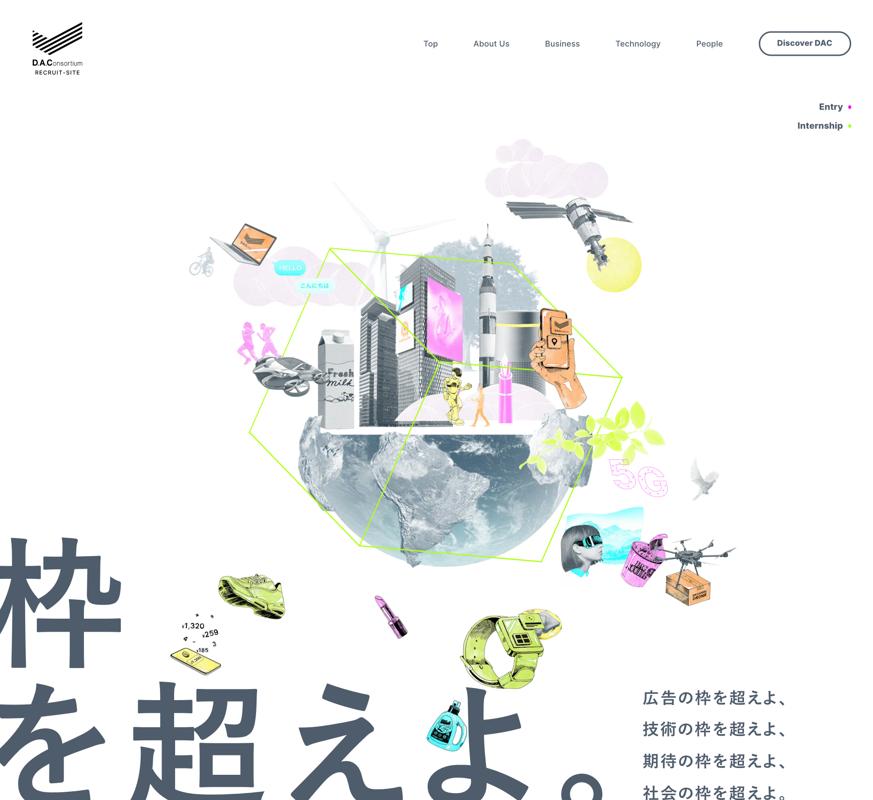 D.A.Consortium
RECRUIT-SITE
Top
About Us
Business
Technology
People
Discover DAC
Entry
Internship
HELLO
こんにちは
Fresh
milk
5G
¥1,320
¥259
¥185
枠
を超えよ。
広告の枠を超えよ、
技術の枠を超えよ、
期待の枠を超えよ、
社会の枠を超えよ。